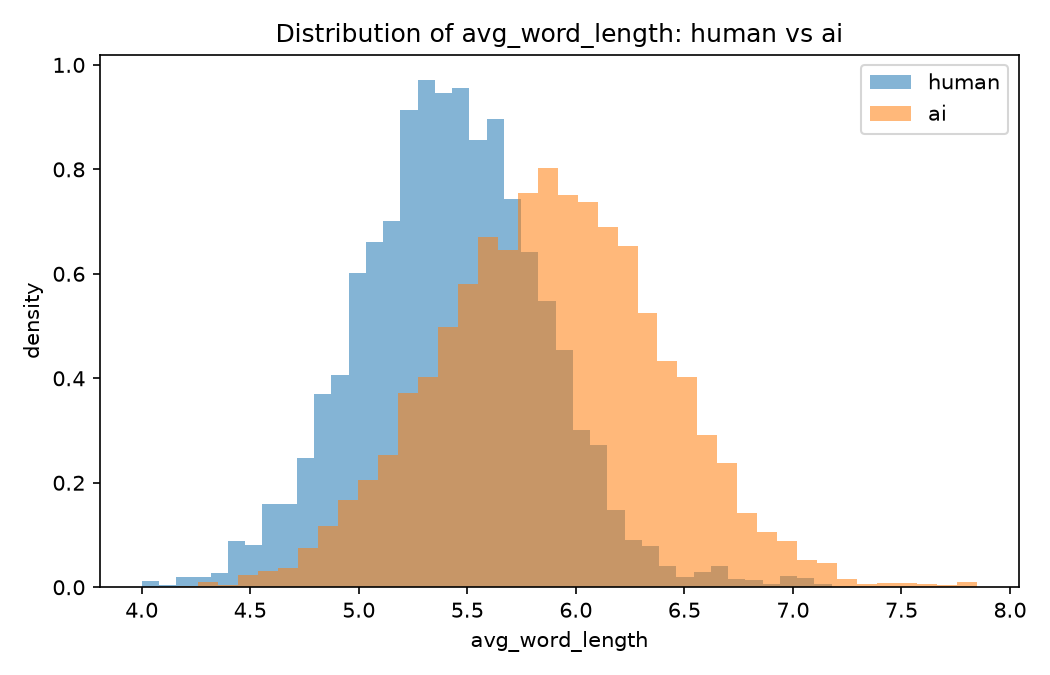 Distribution of avg_word_length: human vs ai
1.0
0.8
0.6
0.4
0.2
0.0
density
human
ai
4.0 4.5 5.0 5.5 6.0 6.5 7.0 7.5 8.0
avg_word_length